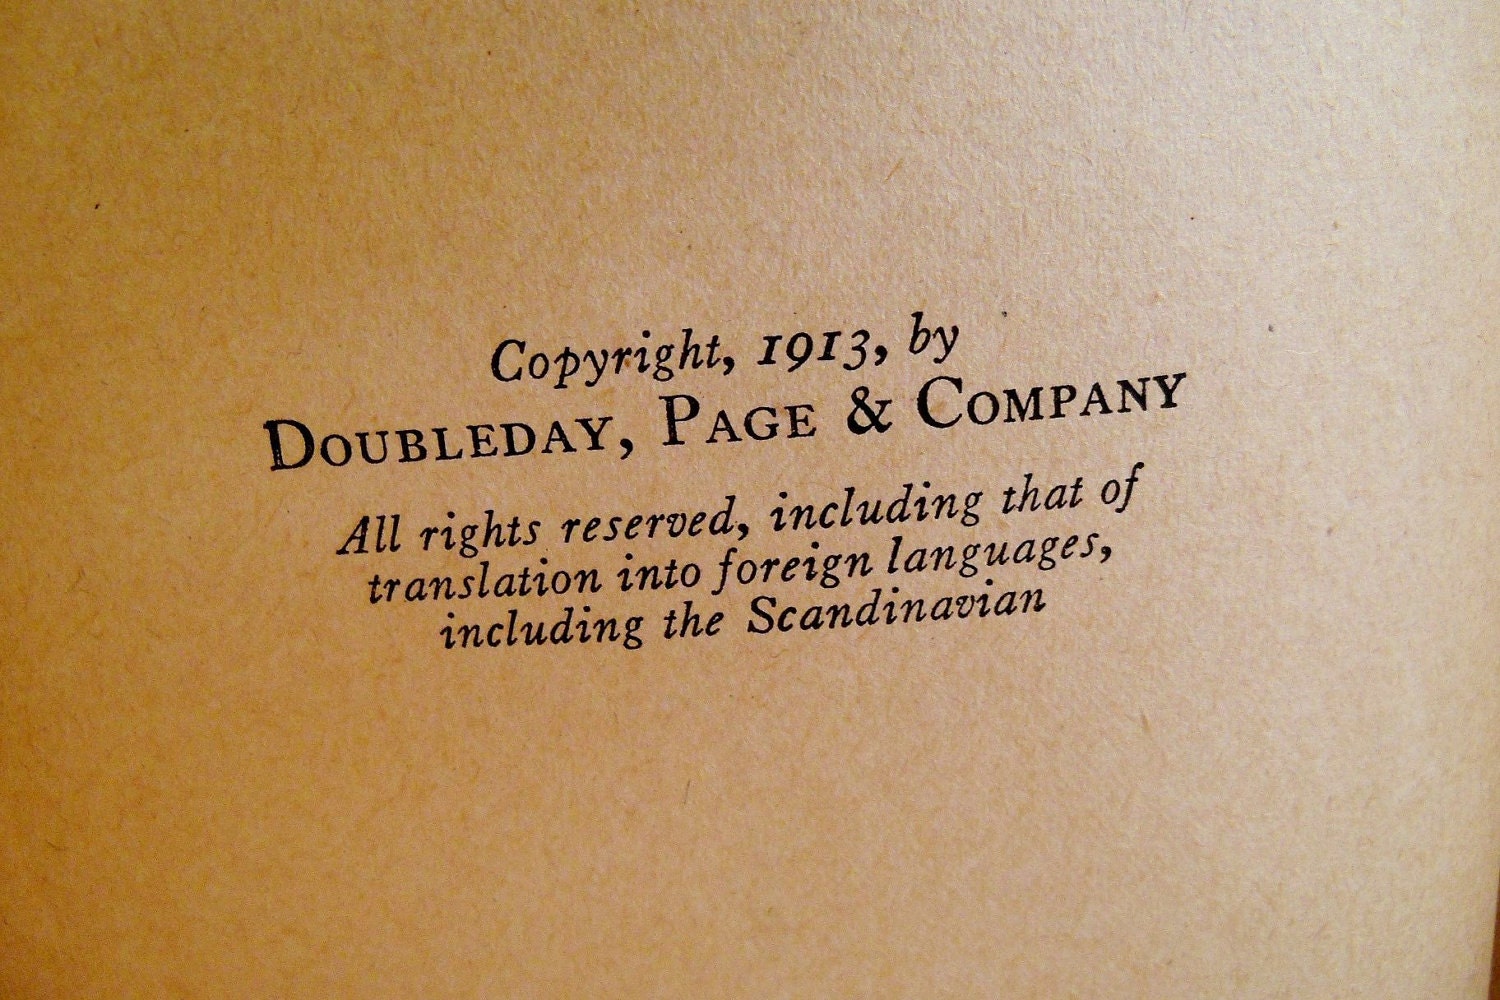 Copyright, 1913, by
Doubleday, Page & Company
All rights reserved, including that of
translation into foreign languages,
including the Scandinavian